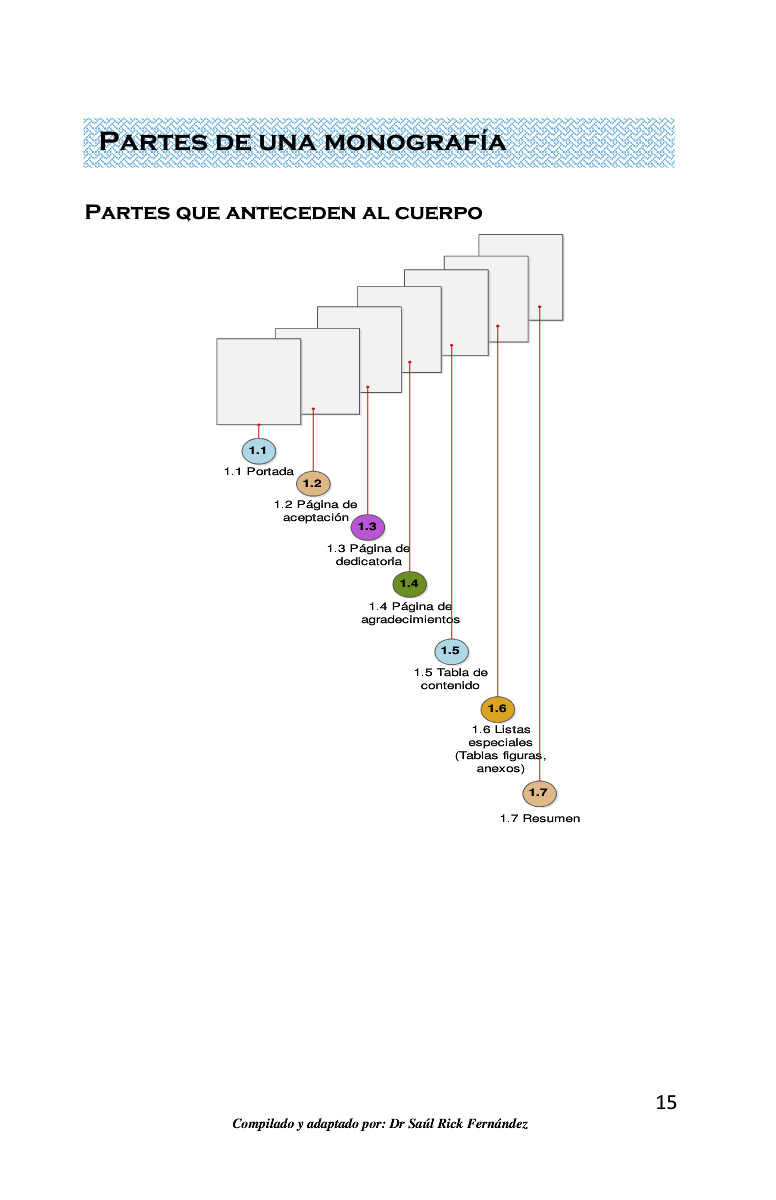 PARTES DE UNA MONOGRAFÍA
PARTES QUE ANTECEDEN AL CUERPO
1.1
1.1 Portada
1.2
1.2 Página de
aceptación
1.3
1.3 Página de
dedicatoria
1.4
1.4 Página de
agradecimientos
1.5
1.5 Tabla de
contenido
1.6
1.6 Listas
especiales
(Tablas figuras,
anexos)
1.7
1.7 Resumen
15
Compilado y adaptado por: Dr Saúl Rick Fernández